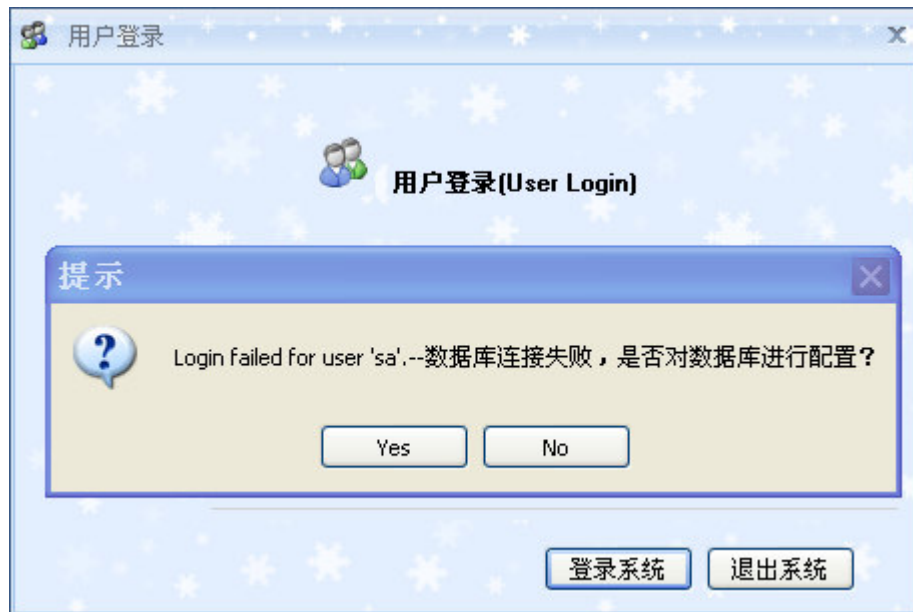 用户登录
用户登录(User Login)
提示
Login failed for user 'sa'.--数据库连接失败，是否对数据库进行配置？
Yes
No
登录系统
退出系统